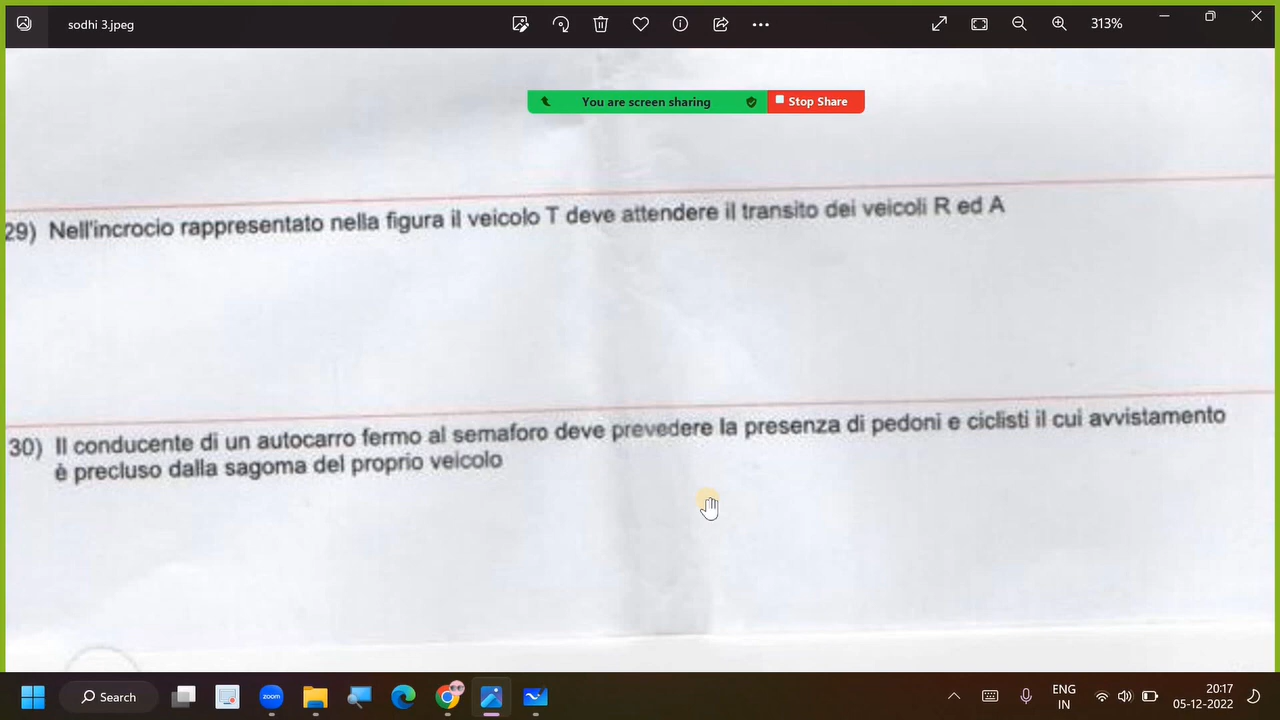 sodhi 3.jpeg
313%
You are screen sharing
Stop Share
29) Nell'incrocio rappresentato nella figura il veicolo T deve attendere il transito dei veicoli R ed A
30) Il conducente di un autocarro fermo al semaforo deve prevedere la presenza di pedoni e ciclisti il cui avvistamento
è precluso dalla sagoma del proprio veicolo
Search
zoom
ENG
IN
20:17
05-12-2022